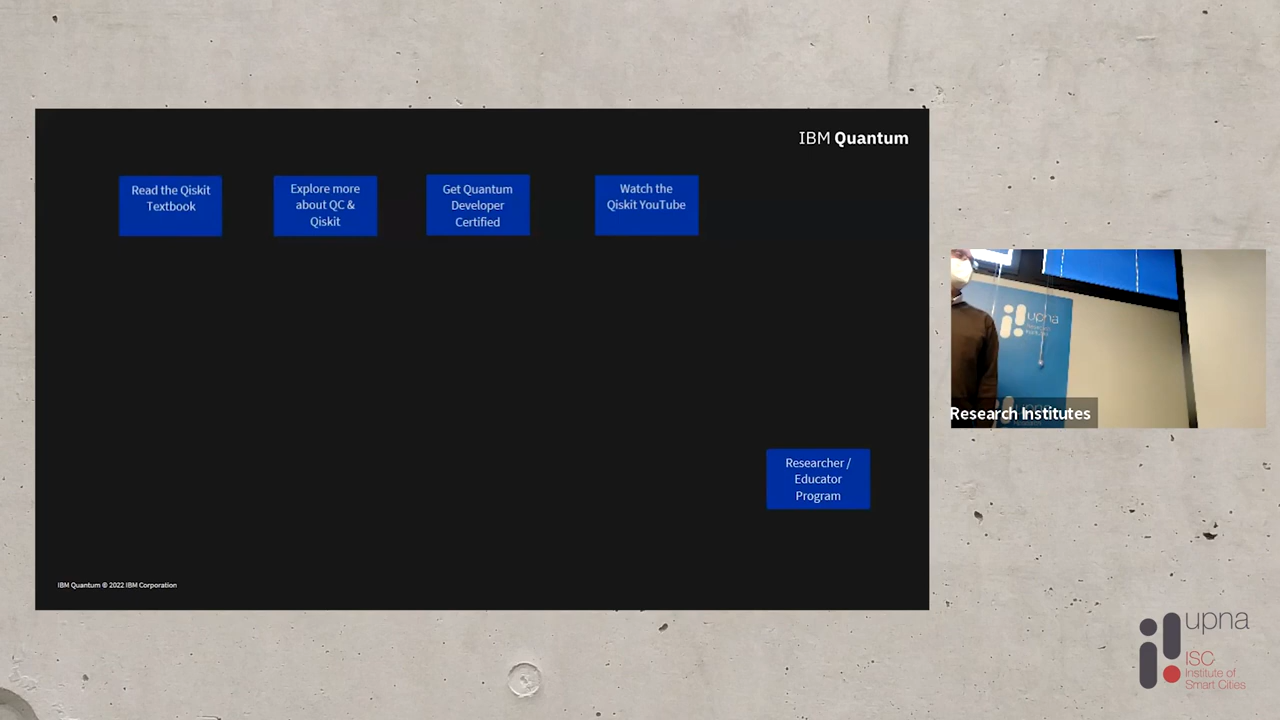 IBM Quantum
Read the Qiskit
Textbook
Explore more
about QC &
Qiskit
Get Quantum
Developer
Certified
Watch the
Qiskit YouTube
Researcher /
Educator
Program
IBM Quantum © 2022 IBM Corporation
upna
Research Institutes
upna
ISC
Institute of
Smart Cities